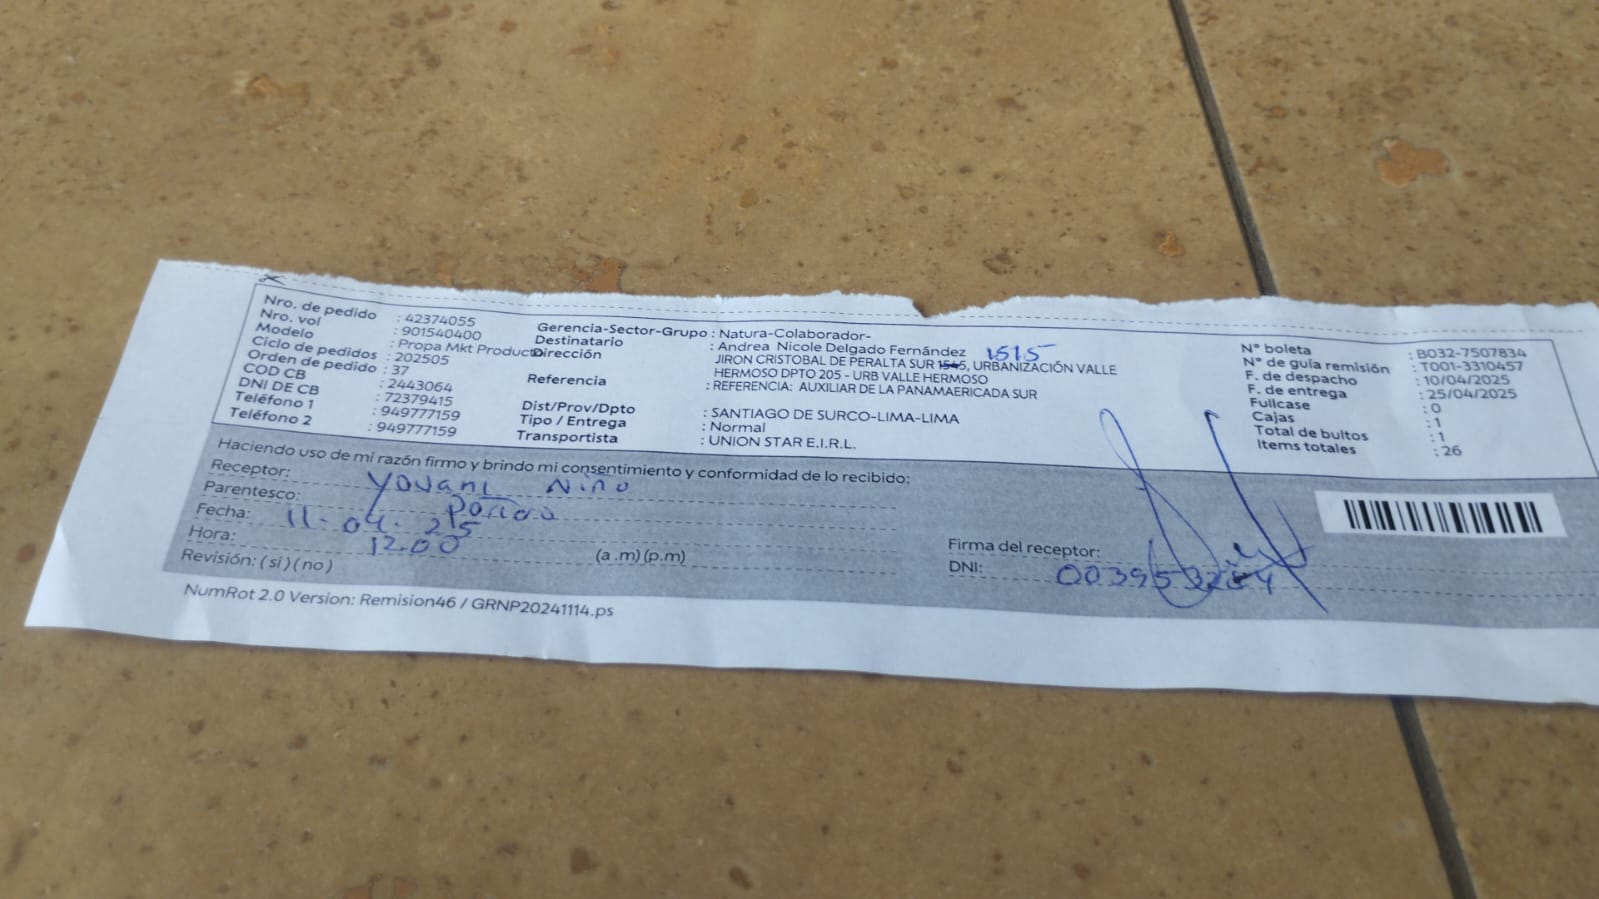 Nro. de pedido : 42374055
Nro. vol : 901540400
Modelo : Propa Mkt Producto
Ciclo de pedidos : 202505
Orden de pedido : 37
COD CB : 2443064
DNI DE CB : 72379415
Teléfono 1 : 949777159
Teléfono 2 : 949777159
Gerencia-Sector-Grupo : Natura-Colaborador-
Destinatario : Andrea Nicole Delgado Fernández
1515
Dirección JIRON CRISTOBAL DE PERALTA SUR 1545, URBANIZACIÓN VALLE
HERMOSO DPTO 205 - URB VALLE HERMOSO
Referencia : REFERENCIA: AUXILIAR DE LA PANAMAERICADA SUR
Dist/Prov/Dpto : SANTIAGO DE SURCO-LIMA-LIMA
Tipo / Entrega : Normal
Transportista : UNION STAR E.I.R.L.
N° boleta : B032-7507834
N° de guía remisión : T001-3310457
F. de despacho : 10/04/2025
F. de entrega : 25/04/2025
Fullcase : 0
Cajas : 1
Total de bultos : 1
Items totales : 26
Haciendo uso de mi razón firmo y brindo mi consentimiento y conformidad de lo recibido:
Receptor: Yovani Niño
Parentesco:
Fecha: 11-04-25
Hora: 12.00 (a .m) (p.m)
Revisión: ( si ) ( no )
Firma del receptor:
DNI:
NumRot 2.0 Version: Remision46 / GRNP20241114.ps